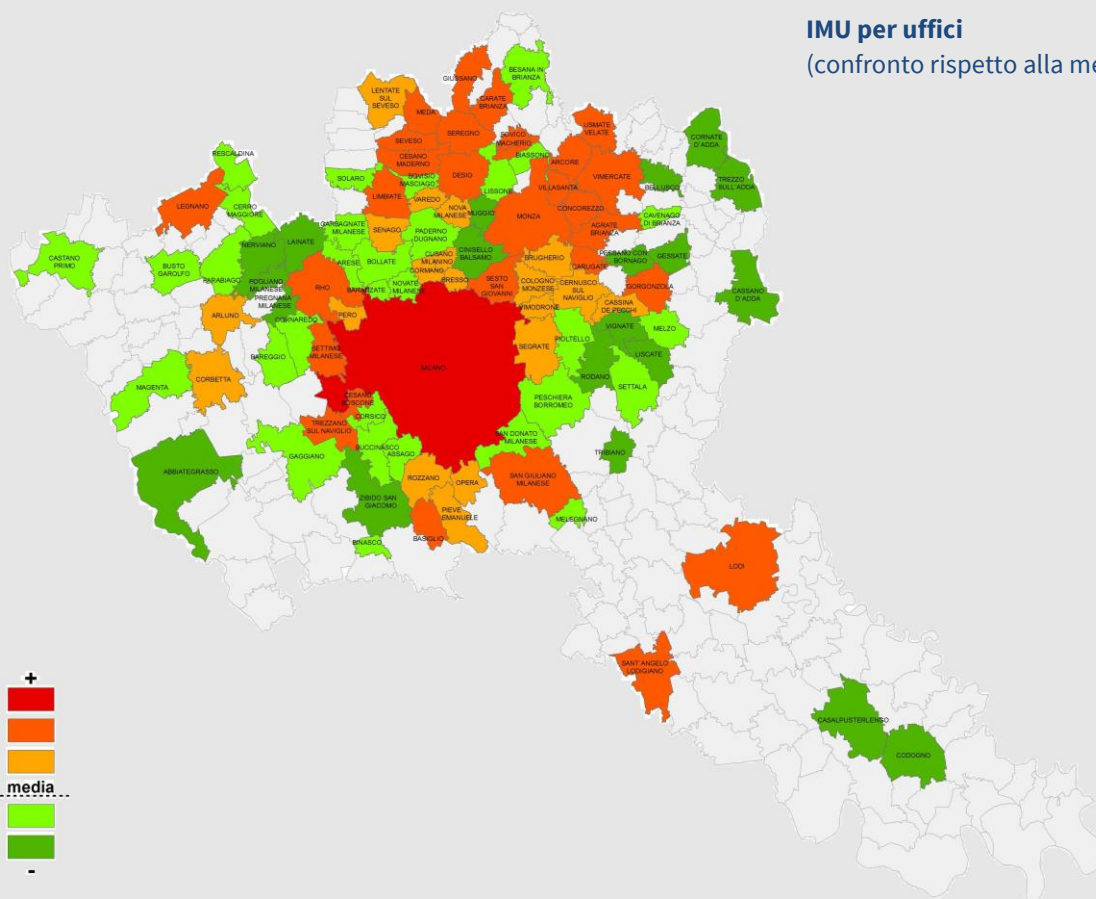 IMU per uffici
(confronto rispetto alla me
GIUSSANO
BESANA IN
BRIANZA
LENTATE
SUL
SEVESO
CARATE
BRIANZA
MEDA
SEREGNO
SEVESO
SOVICO
MACHERIO
USMATE
VELATE
CORNATE
D'ADDA
CESANO
MADERNO
BIASSONO
ARCORE
RESCALDINA
SOLARO
BOVISIO
MASCIAGO
DESIO
LISSONE
VIMERCATE
BELLUSCO
TREZZO
SULL'ADDA
LEGNANO
LIMBIATE
VAREDO
VILLASANTA
CERRO
MAGGIORE
NOVA
MILANESE
MUGGIO
MONZA
CONCOREZZO
CAVENAGO
DI BRIANZA
GARBAGNATE
MILANESE
SENAGO
PADERNO
DUGNANO
AGRATE
BRIANZA
NERVIANO
LAINATE
CASTANO
PRIMO
BUSTO
GAROLFO
ARESE
BOLLATE
CUSANO
MILANINO
CINISELLO
BALSAMO
BRUGHERIO
PESSANO CON
BORNAGO
GESSATE
CARUGATE
PARABIAGO
POGLIANO
MILANESE
RHO
BARANZATE
NOVATE
MILANESE
CORMANO
BRESSO
SESTO
SAN
GIOVANNI
COLOGNO
MONZESE
CERNUSCO
SUL
NAVIGLIO
GORGONZOLA
CASSANO
D'ADDA
PREGNANA
MILANESE
ARLUNO
PERO
VIMODRONE
CASSINA
DE PECCHI
CORNAREDO
VIGNATE
MELZO
BAREGGIO
SETTIMO
MILANESE
SEGRATE
PIOLTELLO
LISCATE
MILANO
MAGENTA
CORBETTA
RODANO
SETTALA
CESANO
BOSCONE
PESCHIERA
BORROMEO
CORSICO
TREZZANO
SUL NAVIGLIO
SAN DONATO
MILANESE
BUCCINASCO
ASSAGO
GAGGIANO
TRIBIANO
ABBIATEGRASSO
ROZZANO
OPERA
SAN GIULIANO
MILANESE
ZIBIDO SAN
GIACOMO
PIEVE
EMANUELE
MELEGNANO
BASIGLIO
BINASCO
LODI
SANT'ANGELO
LODIGIANO
CASALPUSTERLENGO
CODOGNO
+
media
-